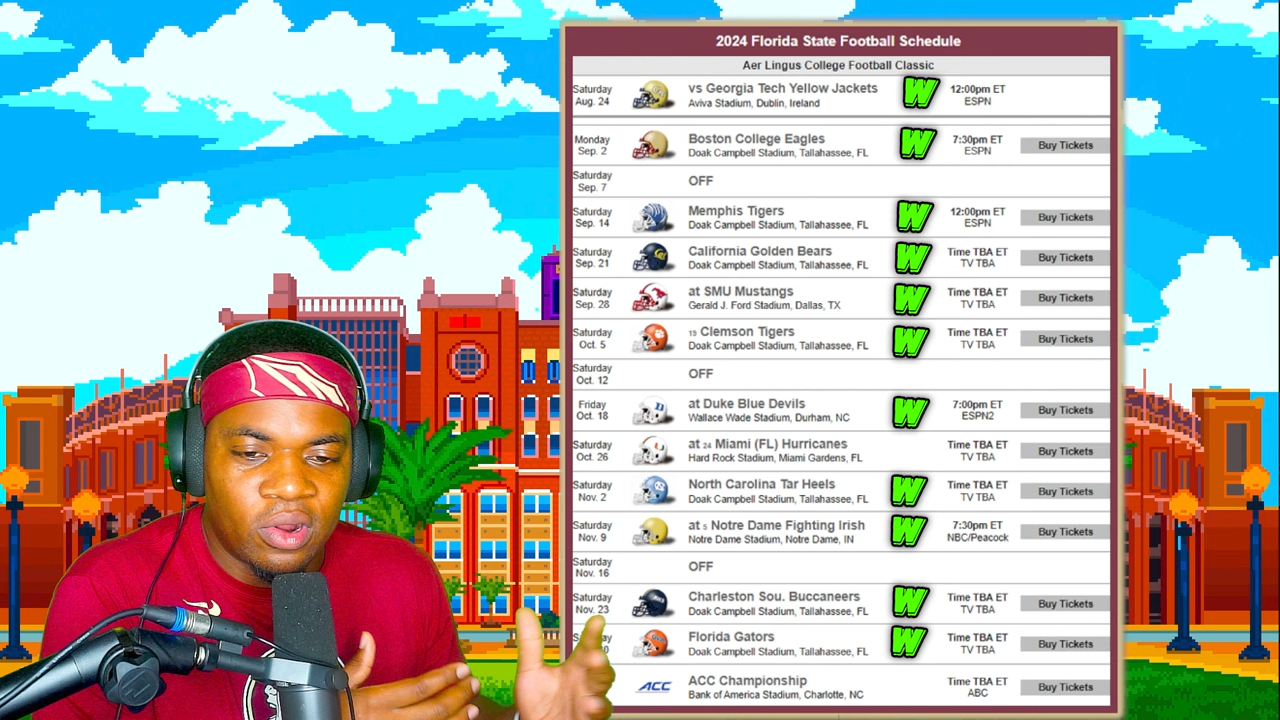 2024 Florida State Football Schedule
Aer Lingus College Football Classic
Saturday Aug. 24 vs Georgia Tech Yellow Jackets W 12:00pm ET
Aviva Stadium, Dublin, Ireland ESPN
Monday Sep. 2 Boston College Eagles W 7:30pm ET Buy Tickets
Doak Campbell Stadium, Tallahassee, FL ESPN
Saturday Sep. 7 OFF
Saturday Sep. 14 Memphis Tigers W 12:00pm ET Buy Tickets
Doak Campbell Stadium, Tallahassee, FL ESPN
Saturday Sep. 21 California Golden Bears W Time TBA ET Buy Tickets
Doak Campbell Stadium, Tallahassee, FL TV TBA
Saturday Sep. 28 at SMU Mustangs W Time TBA ET Buy Tickets
Gerald J. Ford Stadium, Dallas, TX TV TBA
Saturday Oct. 5 Clemson Tigers W Time TBA ET Buy Tickets
Doak Campbell Stadium, Tallahassee, FL TV TBA
Saturday Oct. 12 OFF
Friday Oct. 18 at Duke Blue Devils W 7:00pm ET Buy Tickets
Wallace Wade Stadium, Durham, NC ESPN2
Saturday Oct. 26 at 24 Miami (FL) Hurricanes Time TBA ET Buy Tickets
Hard Rock Stadium, Miami Gardens, FL TV TBA
Saturday Nov. 2 North Carolina Tar Heels W Time TBA ET Buy Tickets
Doak Campbell Stadium, Tallahassee, FL TV TBA
Saturday Nov. 9 at 5 Notre Dame Fighting Irish W 7:30pm ET Buy Tickets
Notre Dame Stadium, Notre Dame, IN NBC/Peacock
Saturday Nov. 16 OFF
Saturday Nov. 23 Charleston Sou. Buccaneers W Time TBA ET Buy Tickets
Doak Campbell Stadium, Tallahassee, FL TV TBA
Florida Gators W Time TBA ET Buy Tickets
Doak Campbell Stadium, Tallahassee, FL TV TBA
ACC ACC Championship Time TBA ET Buy Tickets
Bank of America Stadium, Charlotte, NC ABC